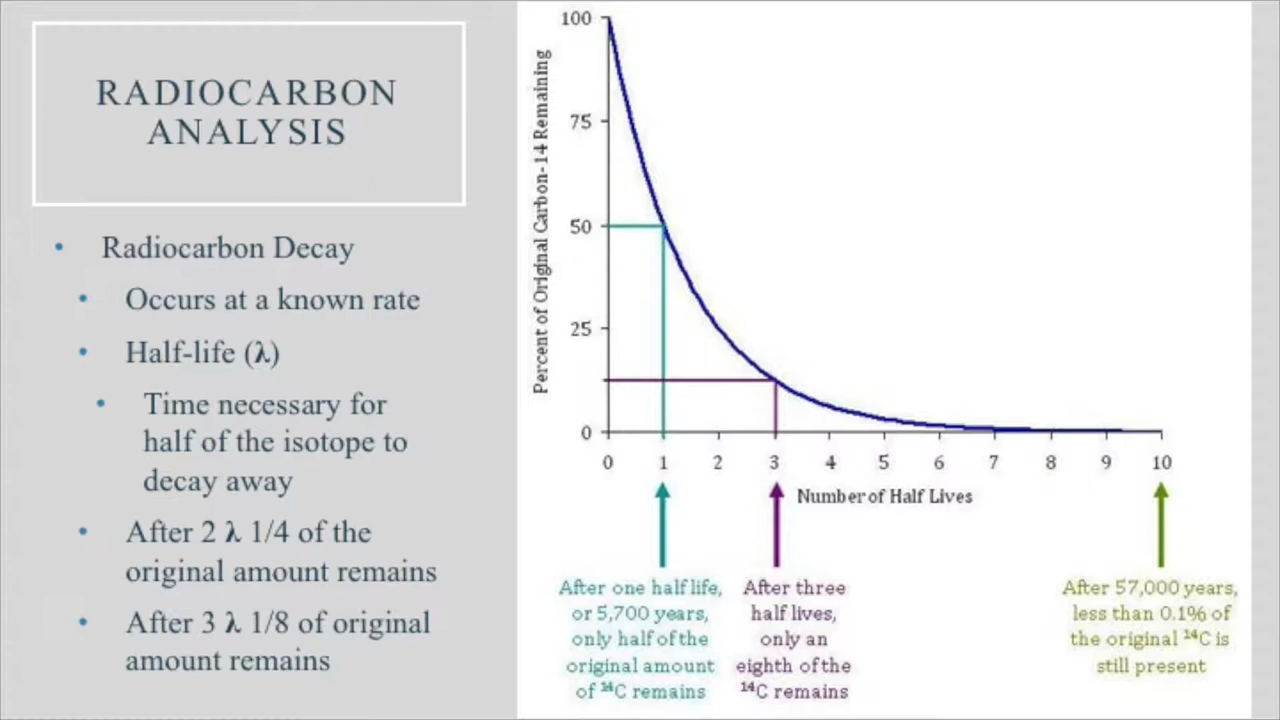 RADIOCARBON
ANALYSIS
• Radiocarbon Decay
• Occurs at a known rate
• Half-life (λ)
• Time necessary for
half of the isotope to
decay away
• After 2 λ 1/4 of the
original amount remains
• After 3 λ 1/8 of original
amount remains
Percent of Original Carbon-14 Remaining
100
75
50
25
0
0 1 2 3 4 5 6 7 8 9 10
Number of Half Lives
After one half life,
or 5,700 years,
only half of the
original amount
of ¹⁴C remains
After three
half lives,
only an
eighth of the
¹⁴C remains
After 57,000 years,
less than 0.1% of
the original ¹⁴C is
still present